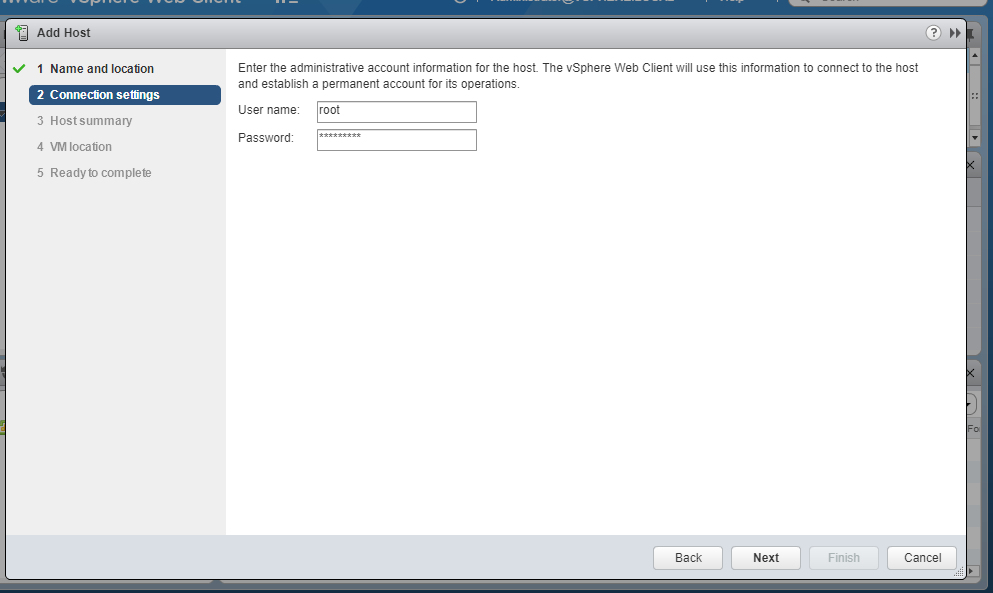 Add Host
1 Name and location
2 Connection settings
3 Host summary
4 VM location
5 Ready to complete
Enter the administrative account information for the host. The vSphere Web Client will use this information to connect to the host
and establish a permanent account for its operations.
User name: root
Password: *********
Back Next Finish Cancel